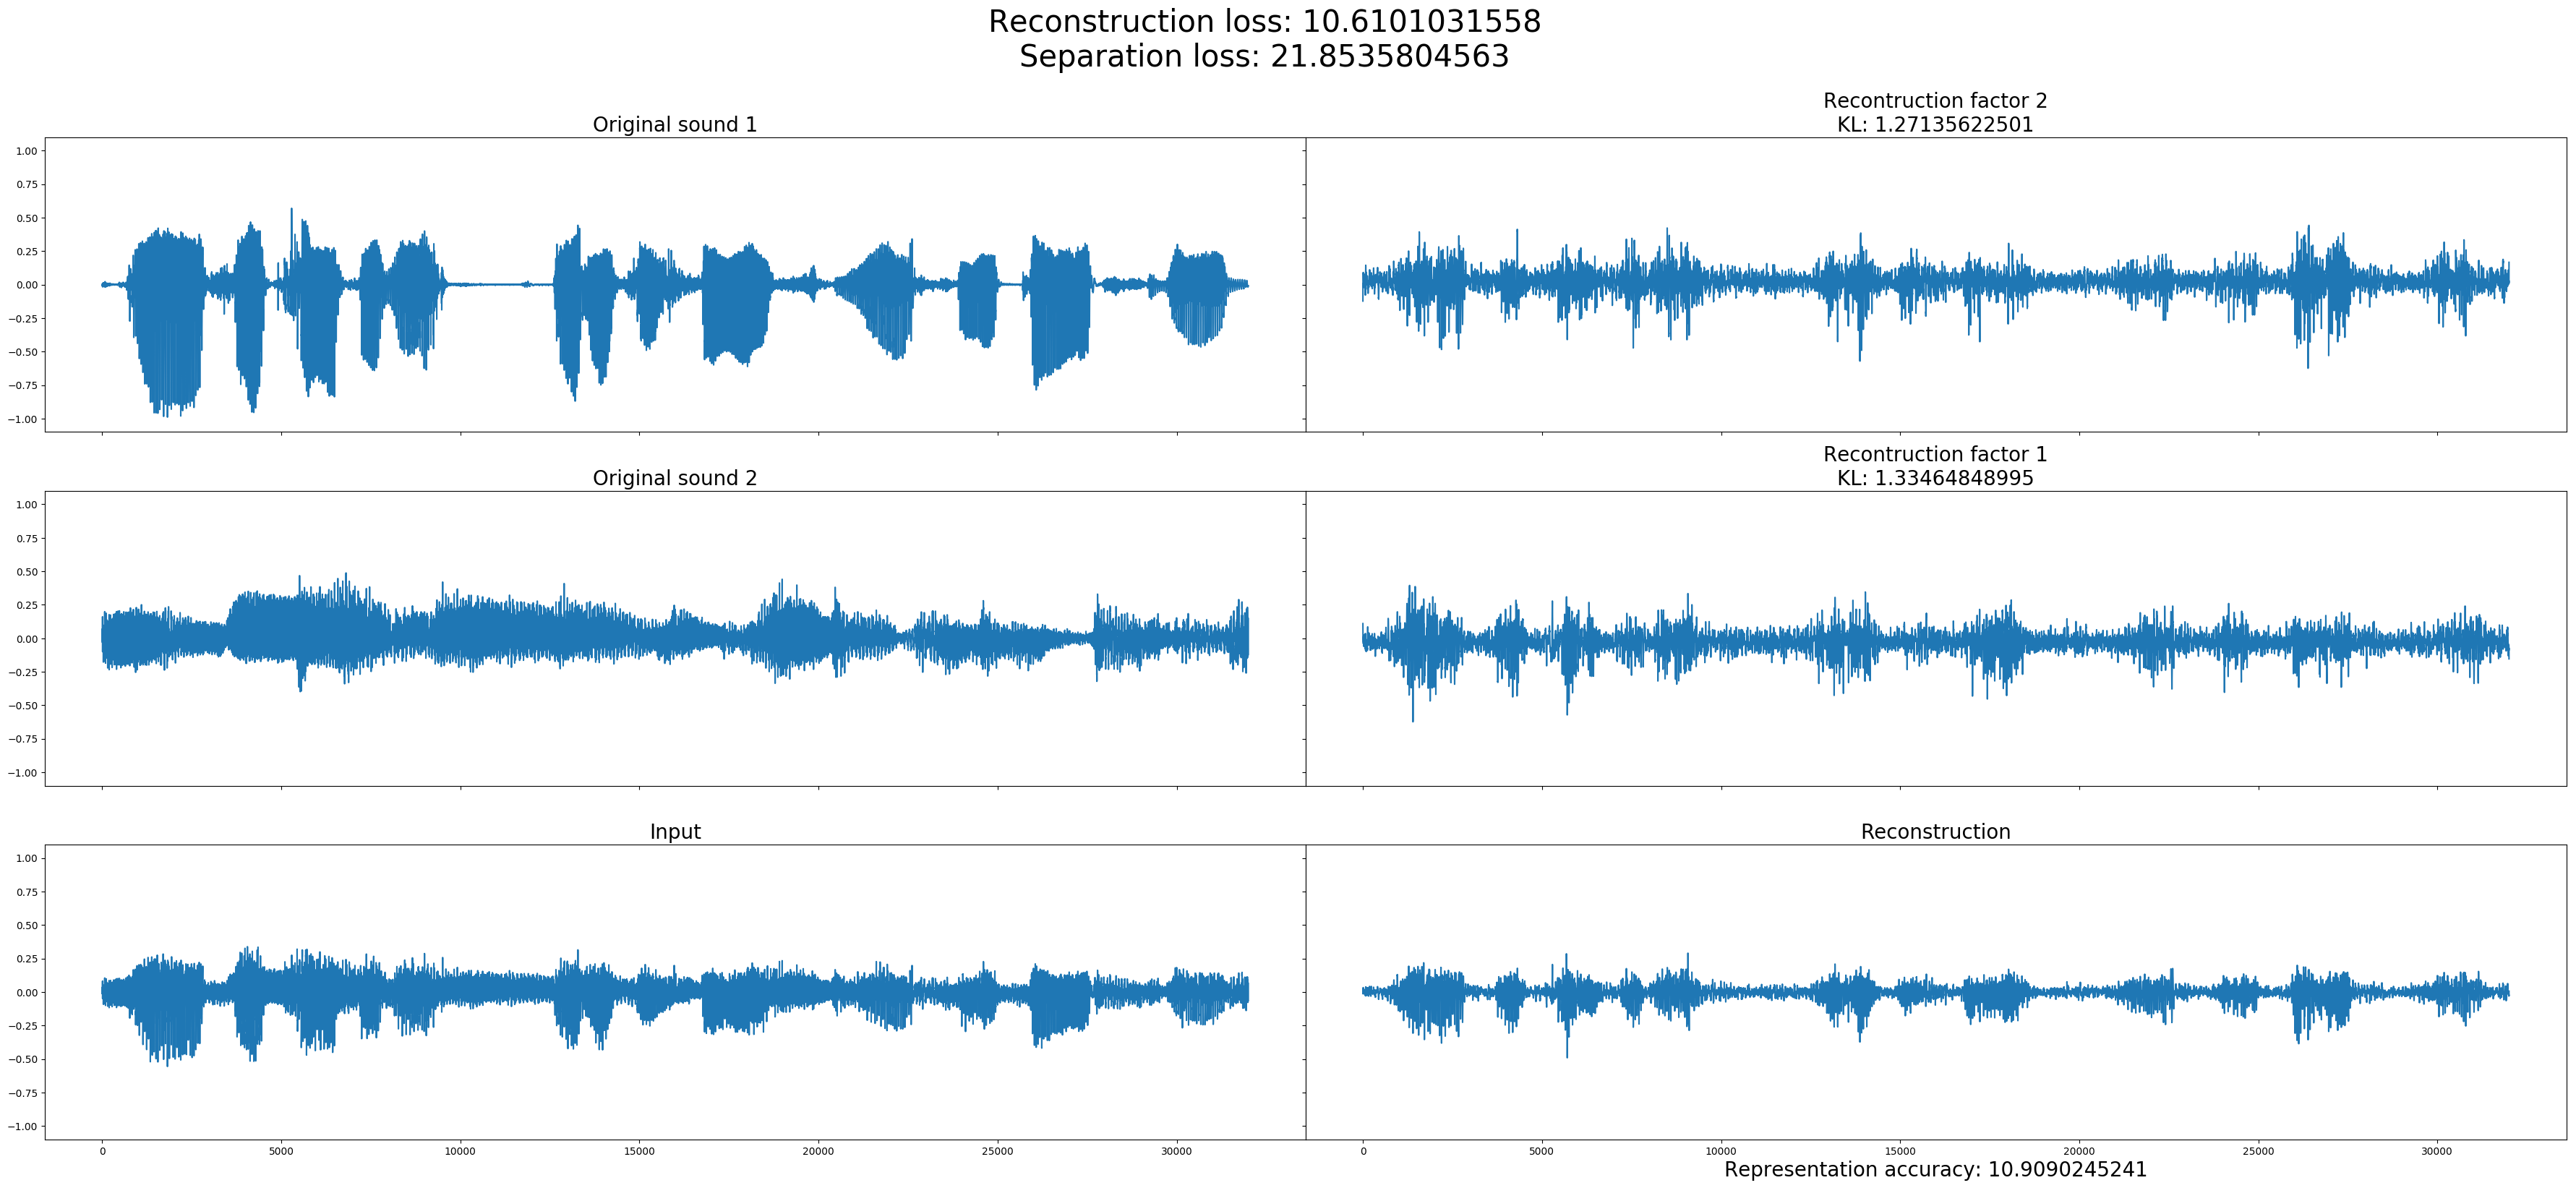 Reconstruction loss: 10.6101031558
Separation loss: 21.8535804563
Original sound 1
Recontruction factor 2
KL: 1.27135622501
1.00
0.75
0.50
0.25
0.00
−0.25
−0.50
−0.75
−1.00
Original sound 2
Recontruction factor 1
KL: 1.33464848995
1.00
0.75
0.50
0.25
0.00
−0.25
−0.50
−0.75
−1.00
Input
Reconstruction
1.00
0.75
0.50
0.25
0.00
−0.25
−0.50
−0.75
−1.00
0 5000 10000 15000 20000 25000 30000
0 5000 10000 15000 20000 25000 30000
Representation accuracy: 10.9090245241